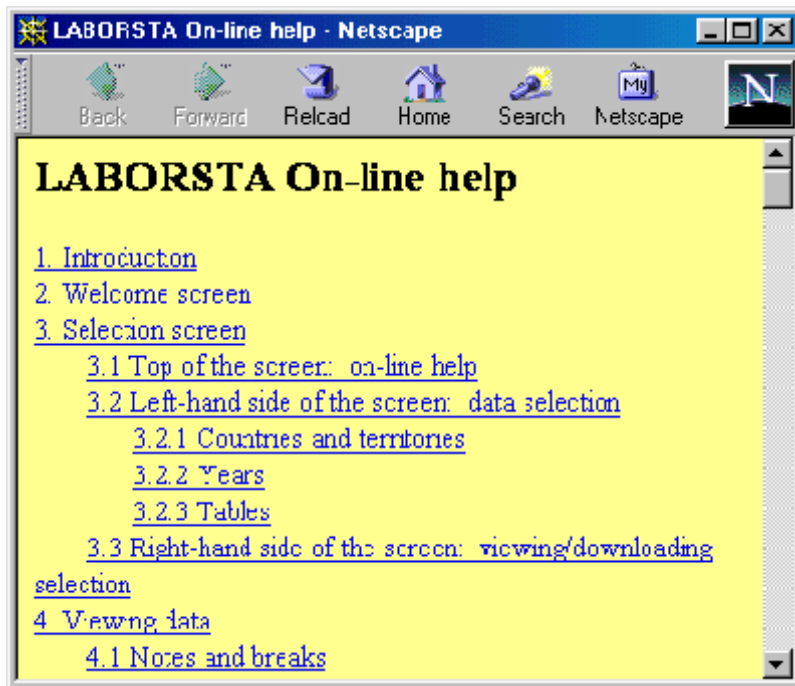 LABORSTA On-line help - Netscape
Back Forward Reload Home Search Netscape
My
N
LABORSTA On-line help
1. Introduction
2. Welcome screen
3. Selection screen
3.1 Top of the screen: on-line help
3.2 Left-hand side of the screen: data selection
3.2.1 Countries and territories
3.2.2 Years
3.2.3 Tables
3.3 Right-hand side of the screen: viewing/downloading
selection
4. Viewing data
4.1 Notes and breaks